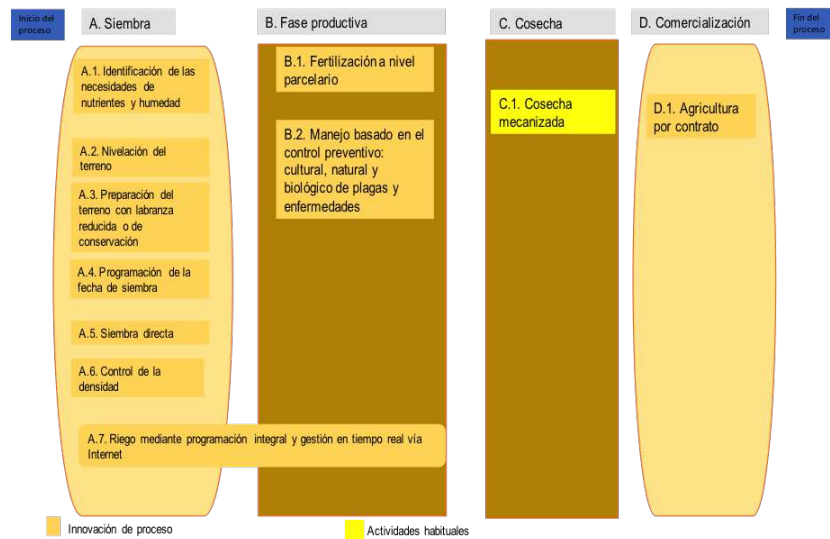 Inicio del
proceso
A. Siembra
B. Fase productiva
C. Cosecha
D. Comercialización
Fin del
proceso
A.1. Identificación de las
necesidades de
nutrientes y humedad
A.2. Nivelación del
terreno
A.3. Preparación del
terreno con labranza
reducida o de
conservación
A.4. Programación de la
fecha de siembra
A.5. Siembra directa
A.6. Control de la
densidad
A.7. Riego mediante programación integral y gestión en tiempo real vía
Internet
B.1. Fertilización a nivel
parcelario
B.2. Manejo basado en el
control preventivo:
cultural, natural y
biológico de plagas y
enfermedades
C.1. Cosecha
mecanizada
D.1. Agricultura
por contrato
Innovación de proceso
Actividades habituales